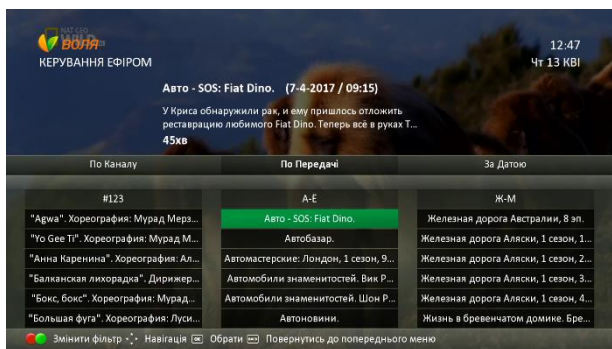 NAT GEO
WILD
ВОЛЯ
КЕРУВАННЯ ЕФІРОМ
12:47
Чт 13 КВІ
Авто - SOS: Fiat Dino. (7-4-2017 / 09:15)
У Криса обнаружили рак, и ему пришлось отложить
реставрацию любимого Fiat Dino. Теперь всё в руках Т...
45хв
По Каналу По Передачі За Датою
#123 А-Ё Ж-М
"Agwa". Хореография: Мурад Мерз... Авто - SOS: Fiat Dino. Железная дорога Австралии, 8 эп.
"Yo Gee Ti". Хореография: Мурад М... Автобазар. Железная дорога Аляски, 1 сезон, 1...
"Анна Каренина". Хореография: Ал... Автомастерские: Лондон, 1 сезон, 9... Железная дорога Аляски, 1 сезон, 2...
"Балканская лихорадка". Дирижер... Автомобили знаменитостей. Вик Р... Железная дорога Аляски, 1 сезон, 3...
"Бокс, бокс". Хореография: Мурад... Автомобили знаменитостей. Шон Р... Железная дорога Аляски, 1 сезон, 4...
"Большая фуга". Хореография: Луси... Автоновини. Жизнь в бревенчатом домике. Бре...
Змінити фільтр Навігація OK Обрати Повернутись до попереднього меню